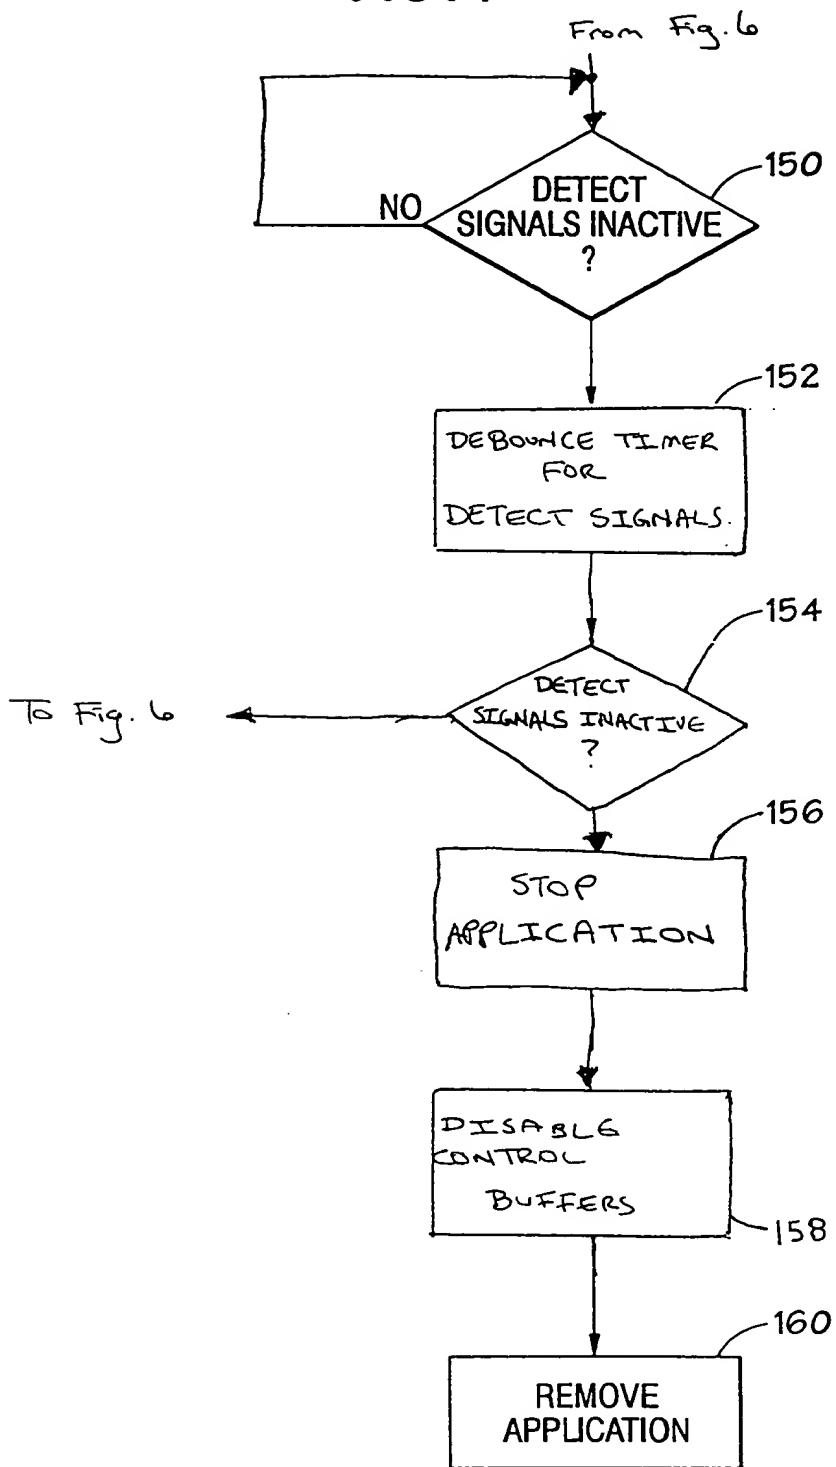 From Fig. 6
150
DETECT
SIGNALS INACTIVE
?
NO
152
DEBOUNCE TIMER
FOR
DETECT SIGNALS.
154
DETECT
SIGNALS INACTIVE
?
To Fig. 6
156
STOP
APPLICATION
DISABLE
CONTROL
BUFFERS
158
160
REMOVE
APPLICATION